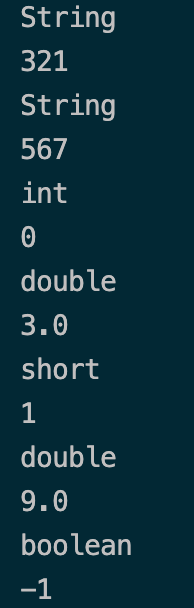 String
321
String
567
int
0
double
3.0
short
1
double
9.0
boolean
-1